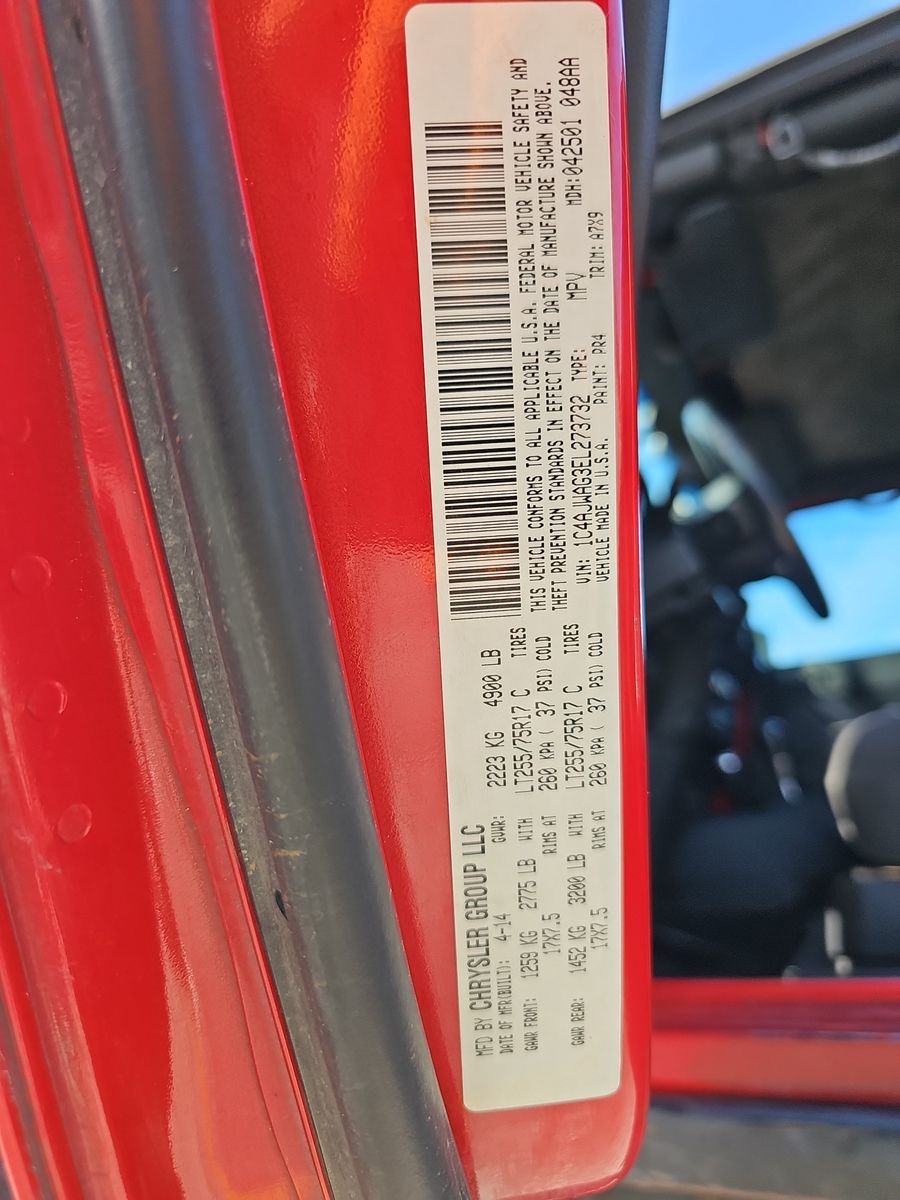 MFD BY CHRYSLER GROUP LLC
DATE OF MFR(BUILT): 4-14 GVWR: 2223 KG 4900 LB
GAWR FRONT: 1259 KG 2775 LB WITH LT255/75R17 C TIRES
17X7.5 RIMS AT 260 KPA ( 37 PSI) COLD
GAWR REAR: 1452 KG 3200 LB WITH LT255/75R17 C TIRES
17X7.5 RIMS AT 260 KPA ( 37 PSI) COLD
THIS VEHICLE CONFORMS TO ALL APPLICABLE U.S.A. FEDERAL MOTOR VEHICLE SAFETY AND
THEFT PREVENTION STANDARDS IN EFFECT ON THE DATE OF MANUFACTURE SHOWN ABOVE.
VIN: 1C4AJWAG3EL273732 TYPE: MPV MDH:042501 048AA
VEHICLE MADE IN U.S.A. PAINT: PR4 TRIM: A7X9